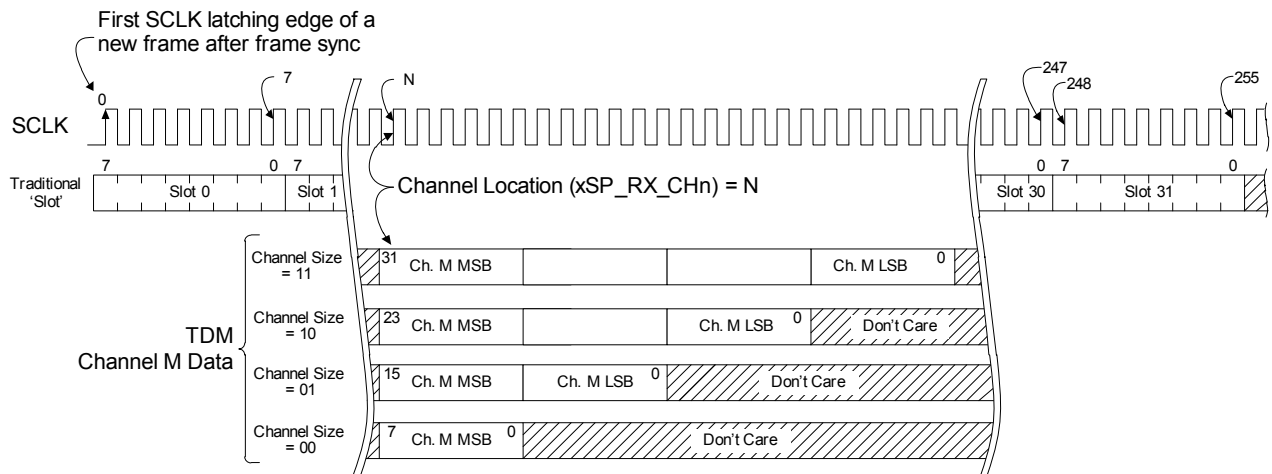 First SCLK latching edge of a
new frame after frame sync
0
7
N
247
248
255
SCLK
7 0 7 0 7 0
Traditional
‘Slot’
Slot 0 Slot 1 Slot 30 Slot 31
Channel Location (xSP_RX_CHn) = N
TDM
Channel M Data
Channel Size
= 11
31 Ch. M MSB Ch. M LSB 0
Channel Size
= 10
23 Ch. M MSB Ch. M LSB 0 Don’t Care
Channel Size
= 01
15 Ch. M MSB Ch. M LSB 0 Don’t Care
Channel Size
= 00
7 Ch. M MSB 0 Don’t Care